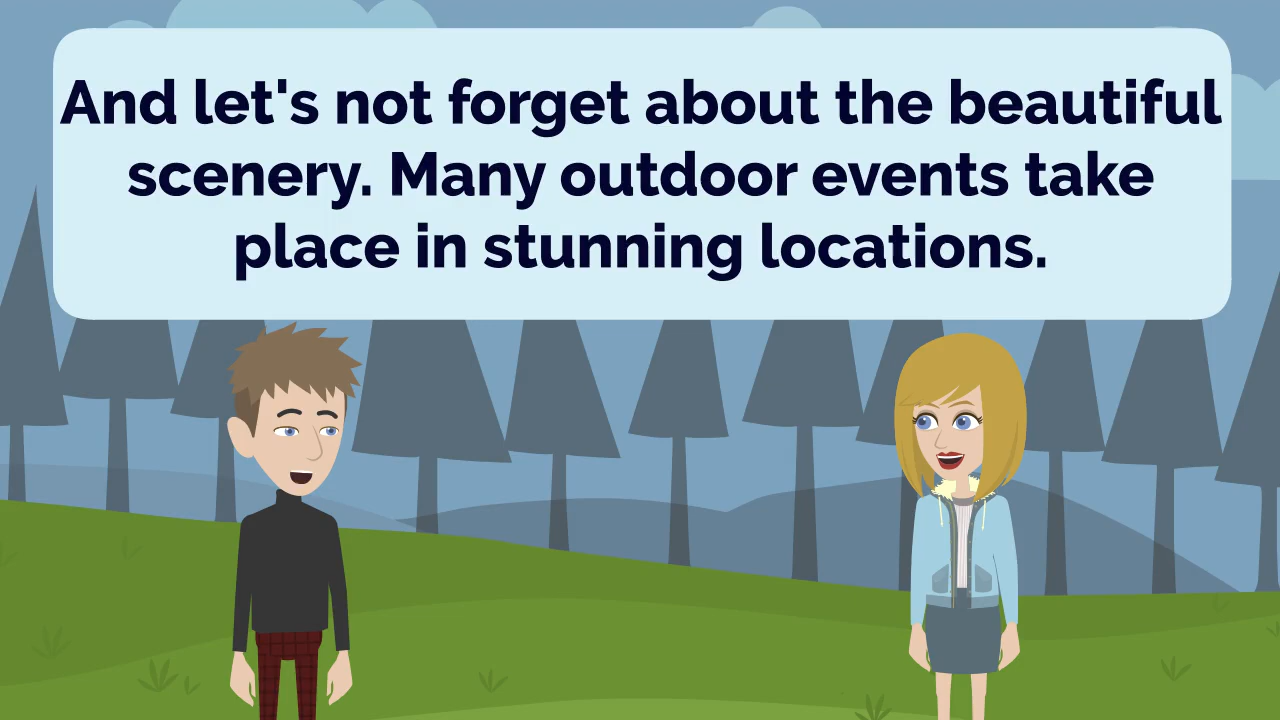 And let's not forget about the beautiful
scenery. Many outdoor events take
place in stunning locations.